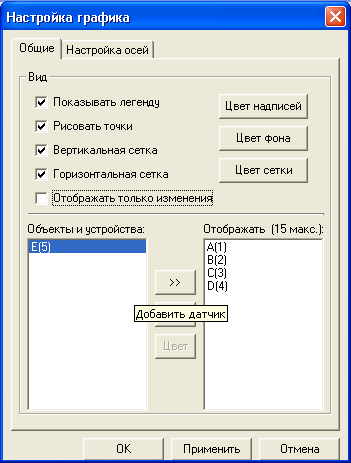 Настройка графика
Общие
Настройка осей
Вид
Показывать легенду
Рисовать точки
Вертикальная сетка
Горизонтальная сетка
Отображать только изменения
Цвет надписей
Цвет фона
Цвет сетки
Объекты и устройства:
E(5)
>>
Добавить датчик
Цвет
Отображать (15 макс.):
A(1)
B(2)
C(3)
D(4)
OK
Применить
Отмена